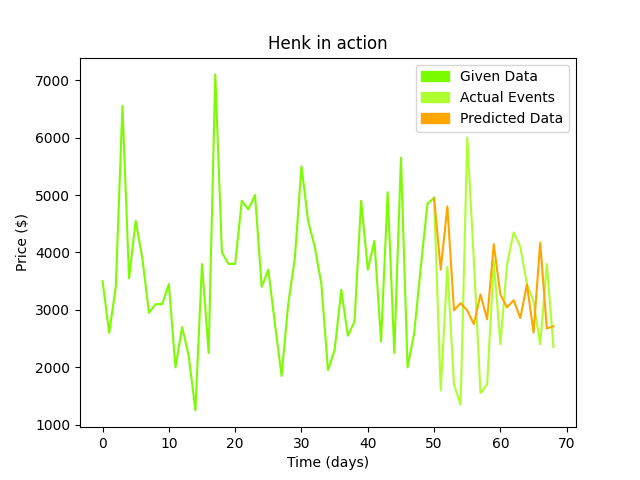 Henk in action
Given Data
Actual Events
Predicted Data
Price ($)
7000
6000
5000
4000
3000
2000
1000
0 10 20 30 40 50 60 70
Time (days)